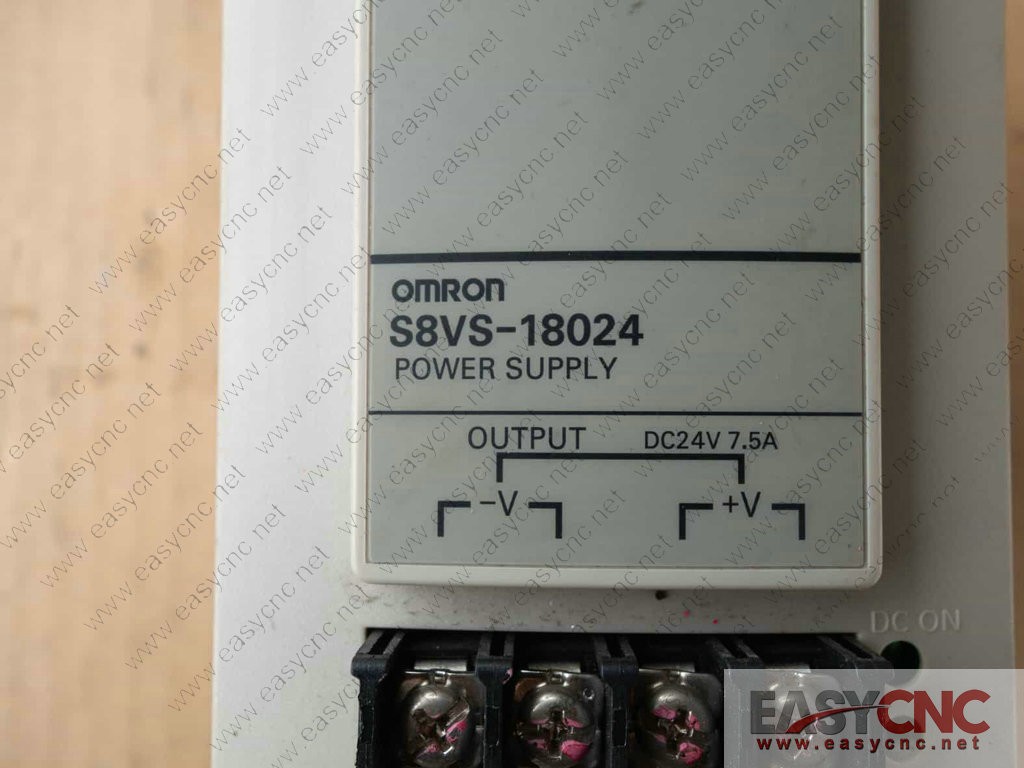 omron
S8VS-18024
POWER SUPPLY
OUTPUT DC24V 7.5A
-V +V
DC ON
EASYCNC
www.easycnc.net